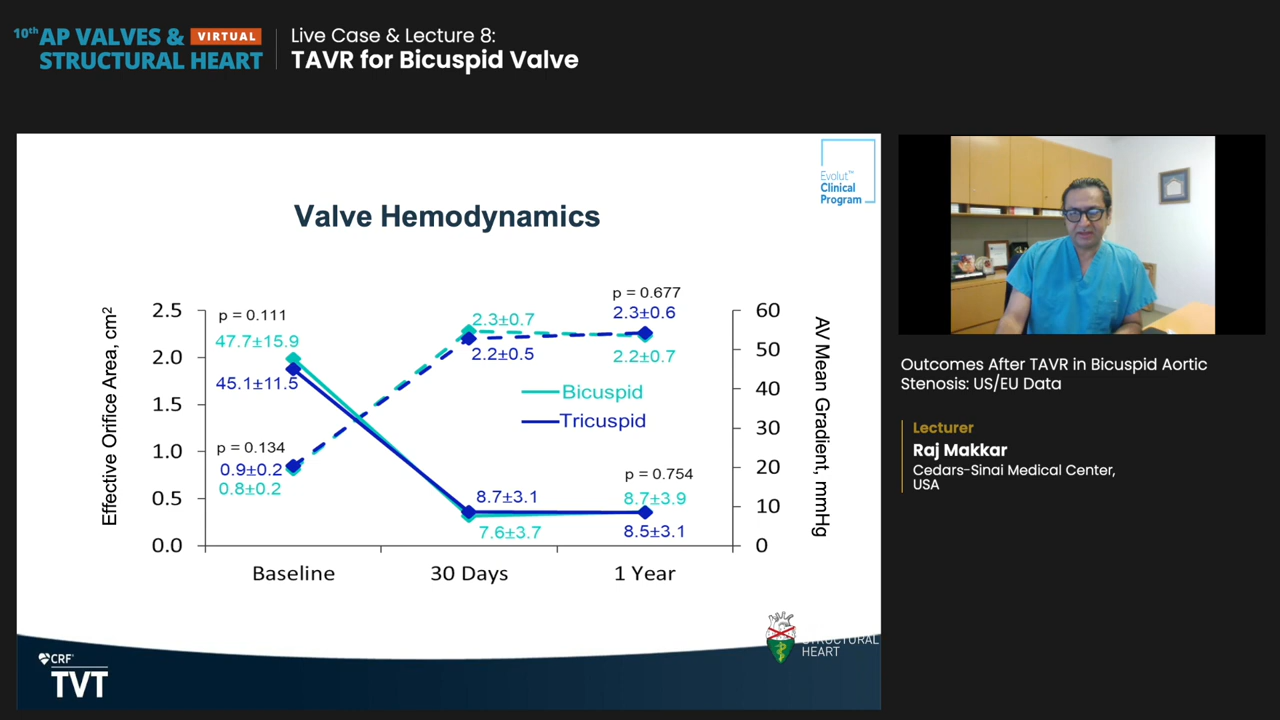 10th AP VALVES & VIRTUAL
STRUCTURAL HEART
Live Case & Lecture 8:
TAVR for Bicuspid Valve
Evolut™
Clinical
Program
Valve Hemodynamics
Effective Orifice Area, cm²
2.5
2.0
1.5
1.0
0.5
0.0
p = 0.111
47.7±15.9
45.1±11.5
p = 0.134
0.9±0.2
0.8±0.2
2.3±0.7
2.2±0.5
p = 0.677
2.3±0.6
2.2±0.7
Bicuspid
Tricuspid
8.7±3.1
7.6±3.7
p = 0.754
8.7±3.9
8.5±3.1
60
50
40
30
20
10
0
AV Mean Gradient, mmHg
Baseline
30 Days
1 Year
CRF
TVT
STRUCTURAL
HEART
Outcomes After TAVR in Bicuspid Aortic
Stenosis: US/EU Data
Lecturer
Raj Makkar
Cedars-Sinai Medical Center,
USA